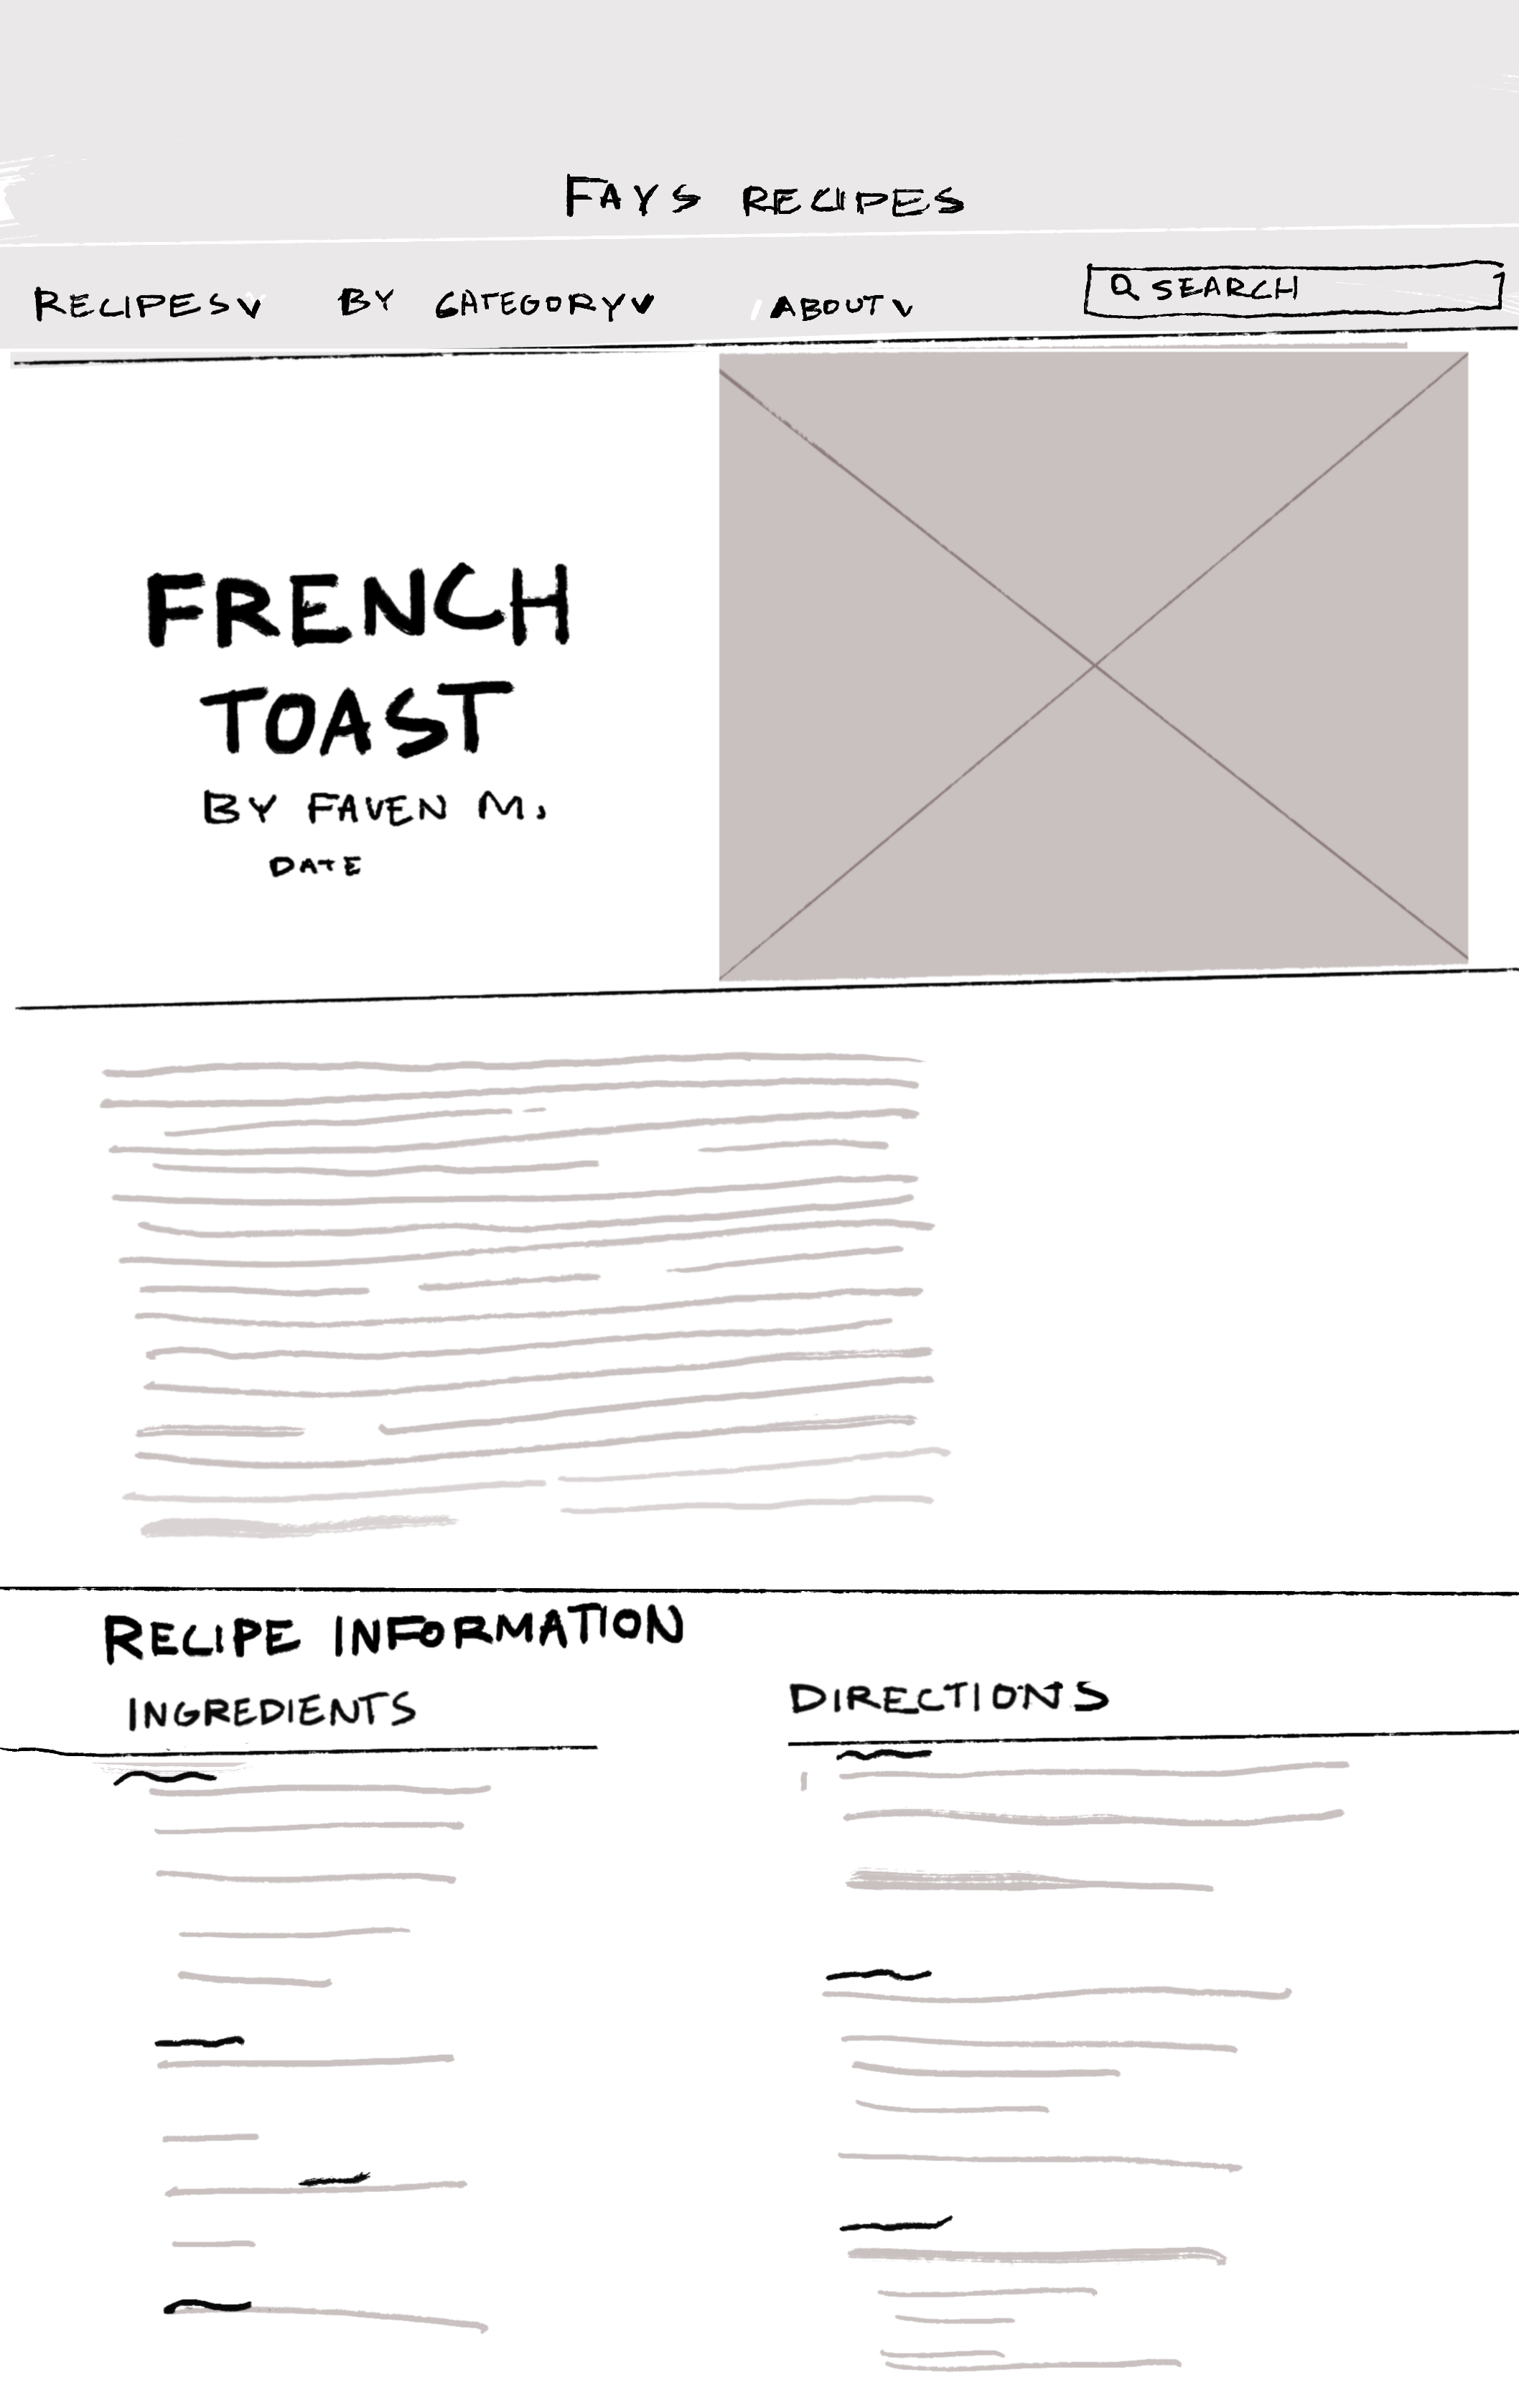 FAYS RECIPES
RECIPES BY CATEGORY ABOUT SEARCH
FRENCH
TOAST
BY FAVEN M.
DATE
RECIPE INFORMATION
INGREDIENTS
DIRECTIONS